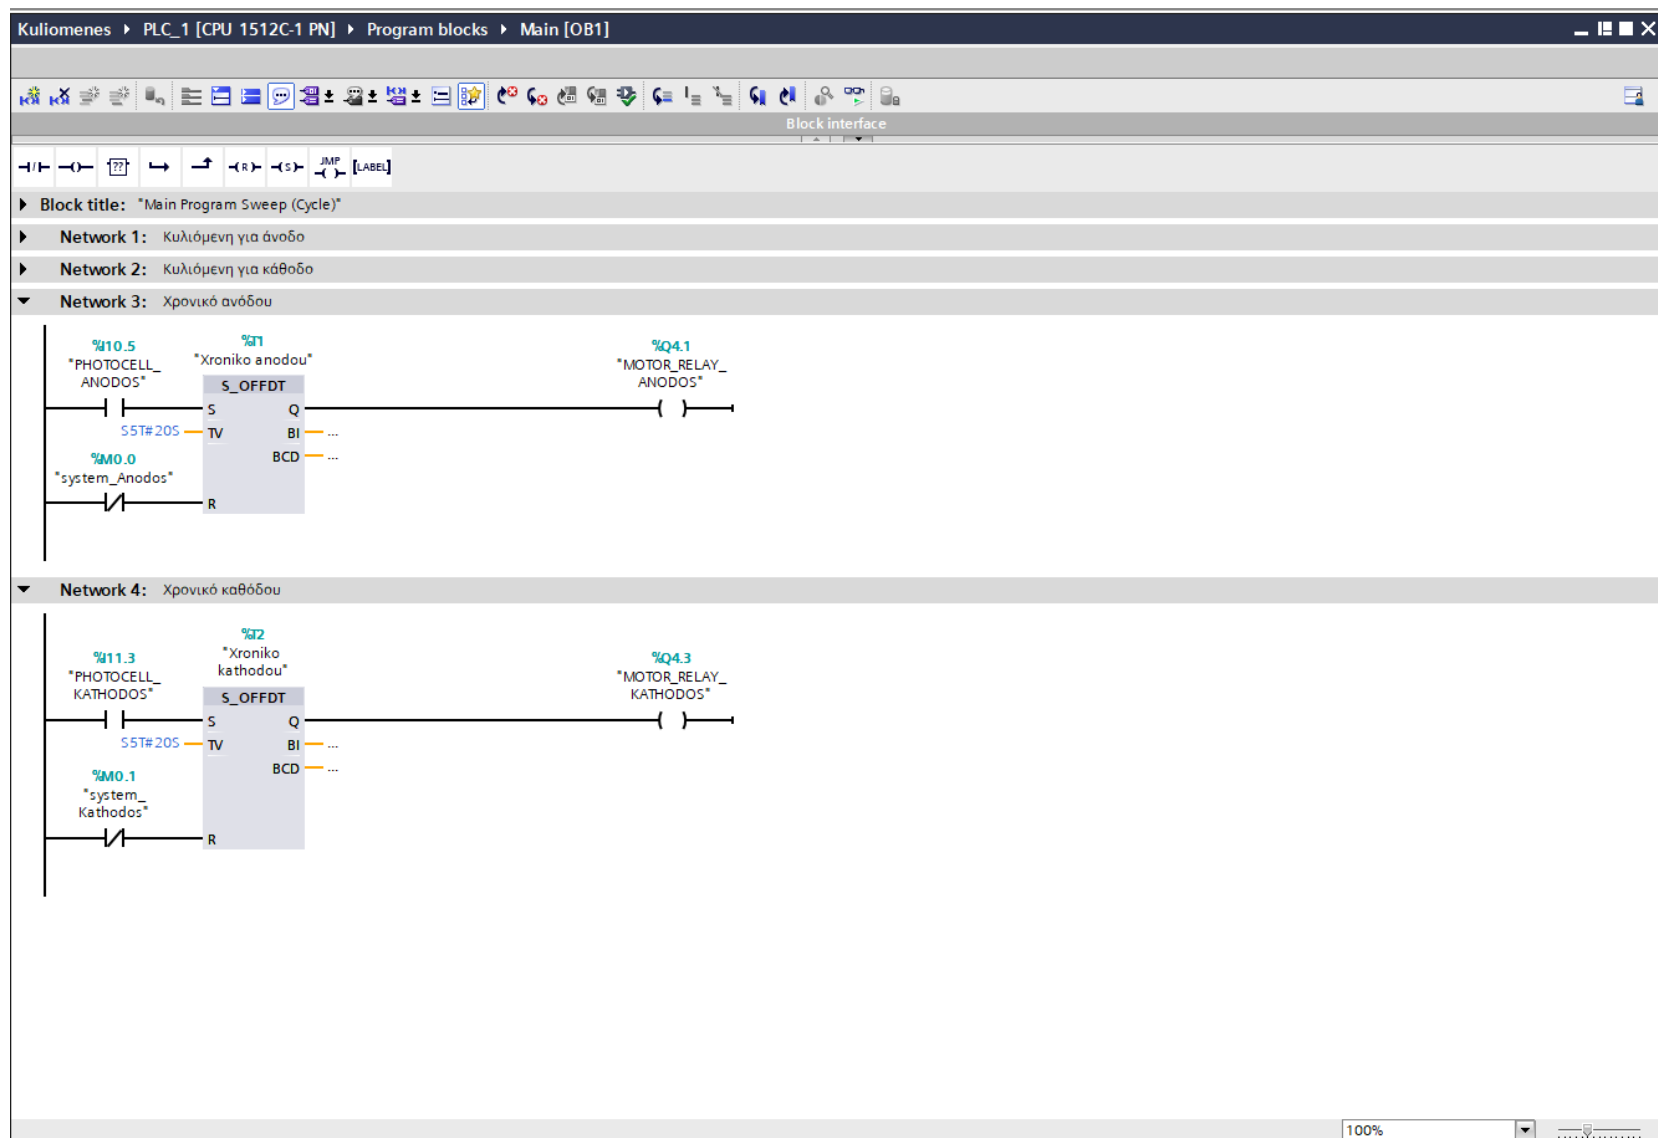 Kuliomenes ▸ PLC_1 [CPU 1512C-1 PN] ▸ Program blocks ▸ Main [OB1]
Block interface
?? R S JMP [LABEL]
Block title: "Main Program Sweep (Cycle)"
Network 1: Κυλιόμενη για άνοδο
Network 2: Κυλιόμενη για κάθοδο
Network 3: Χρονικό ανόδου
%I10.5
"PHOTOCELL_
ANODOS"
%T1
"Xroniko anodou"
S_OFFDT
S Q
S5T#20S TV BI ...
BCD ...
%M0.0
"system_Anodos"
R
%Q4.1
"MOTOR_RELAY_
ANODOS"
Network 4: Χρονικό καθόδου
%I11.3
"PHOTOCELL_
KATHODOS"
%T2
"Xroniko
kathodou"
S_OFFDT
S Q
S5T#20S TV BI ...
BCD ...
%M0.1
"system_
Kathodos"
R
%Q4.3
"MOTOR_RELAY_
KATHODOS"
100%